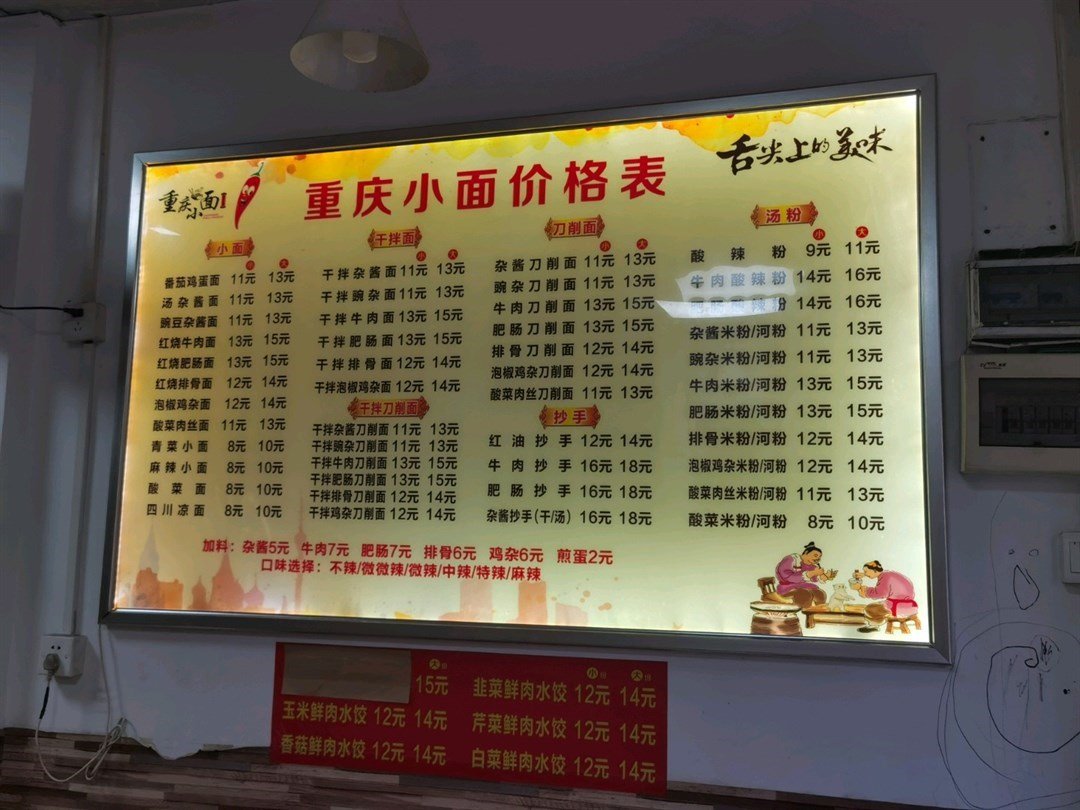 重庆小面
舌尖上的美味
重庆小面价格表
小面
小 大
番茄鸡蛋面 11元 13元
汤杂酱面 11元 13元
豌豆杂酱面 11元 13元
红烧牛肉面 13元 15元
红烧肥肠面 13元 15元
红烧排骨面 12元 14元
泡椒鸡杂面 12元 14元
酸菜肉丝面 11元 13元
青菜小面 8元 10元
麻辣小面 8元 10元
酸菜面 8元 10元
四川凉面 8元 10元
干拌面
小 大
干拌杂酱面 11元 13元
干拌豌杂面 11元 13元
干拌牛肉面 13元 15元
干拌肥肠面 13元 15元
干拌排骨面 12元 14元
干拌泡椒鸡杂面 12元 14元
干拌刀削面
干拌杂酱刀削面 11元 13元
干拌豌杂刀削面 11元 13元
干拌牛肉刀削面 13元 15元
干拌肥肠刀削面 13元 15元
干拌排骨刀削面 12元 14元
干拌鸡杂刀削面 12元 14元
刀削面
小 大
杂酱刀削面 11元 13元
豌杂刀削面 11元 13元
牛肉刀削面 13元 15元
肥肠刀削面 13元 15元
排骨刀削面 12元 14元
泡椒鸡杂刀削面 12元 14元
酸菜肉丝刀削面 11元 13元
抄手
红油抄手 12元 14元
牛肉抄手 16元 18元
肥肠抄手 16元 18元
杂酱抄手(干/汤) 16元 18元
汤粉
小 大
酸辣粉 9元 11元
牛肉酸辣粉 14元 16元
酸辣粉 14元 16元
杂酱米粉/河粉 11元 13元
豌杂米粉/河粉 11元 13元
牛肉米粉/河粉 13元 15元
肥肠米粉/河粉 13元 15元
排骨米粉/河粉 12元 14元
泡椒鸡杂米粉/河粉 12元 14元
酸菜肉丝米粉/河粉 11元 13元
酸菜米粉/河粉 8元 10元
加料：杂酱5元 牛肉7元 肥肠7元 排骨6元 鸡杂6元 煎蛋2元
口味选择：不辣/微微辣/微辣/中辣/特辣/麻辣
大份
15元
玉米鲜肉水饺 12元 14元
香菇鲜肉水饺 12元 14元
小份 大份
韭菜鲜肉水饺 12元 14元
芹菜鲜肉水饺 12元 14元
白菜鲜肉水饺 12元 14元